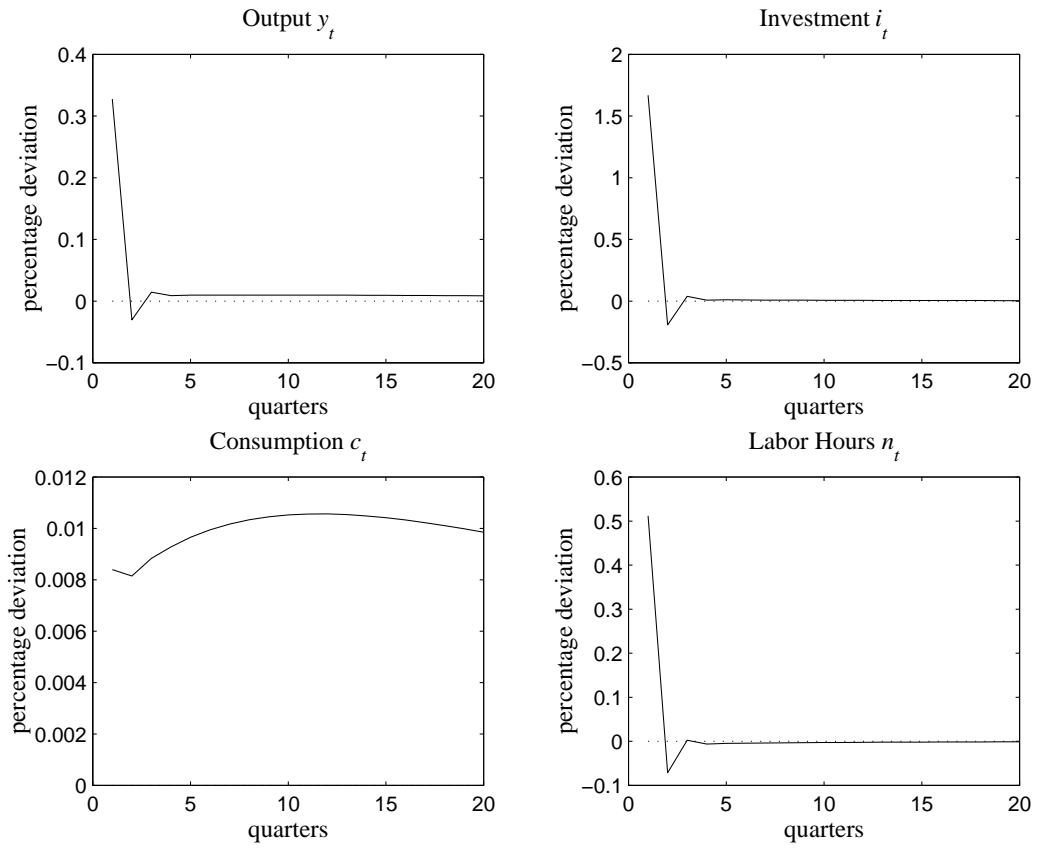 Output y_t
percentage deviation
0.4
0.3
0.2
0.1
0
−0.1
0 5 10 15 20
quarters
Investment i_t
percentage deviation
2
1.5
1
0.5
0
−0.5
0 5 10 15 20
quarters
Consumption c_t
percentage deviation
0.012
0.01
0.008
0.006
0.004
0.002
0
0 5 10 15 20
quarters
Labor Hours n_t
percentage deviation
0.6
0.5
0.4
0.3
0.2
0.1
0
−0.1
0 5 10 15 20
quarters